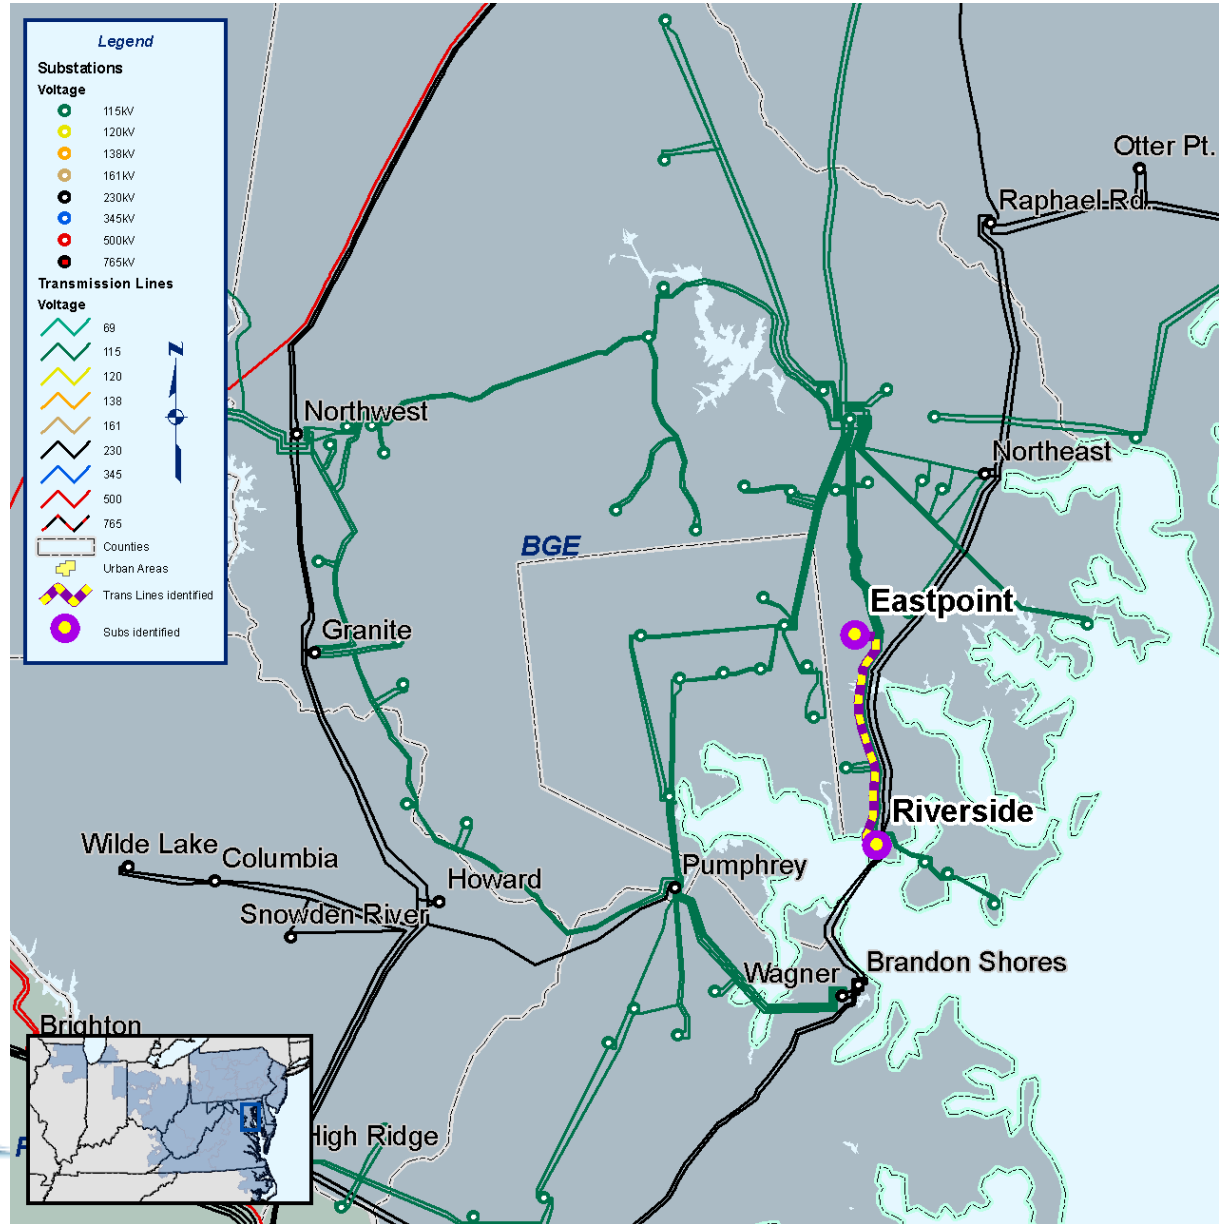 Legend
Substations
Voltage
115kV
120kV
138kV
161kV
230kV
345kV
500kV
765kV
Transmission Lines
Voltage
69
115
120
138
161
230
345
500
765
Counties
Urban Areas
Trans Lines identified
Subs identified
N
Otter Pt.
Raphael Rd.
Northwest
Northeast
BGE
Eastpoint
Granite
Riverside
Wilde Lake
Columbia
Howard
Pumphrey
Snowden River
Wagner
Brandon Shores
Brighton
High Ridge